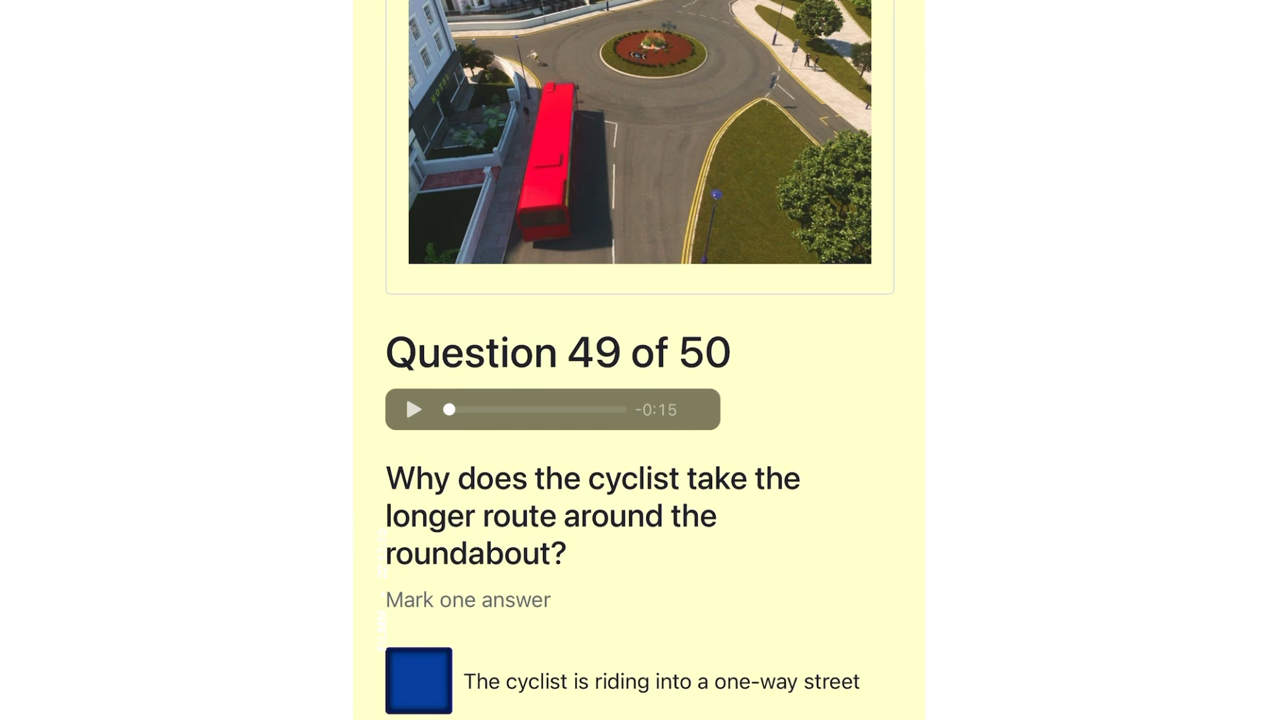 Question 49 of 50
-0:15
Why does the cyclist take the
longer route around the
roundabout?
Mark one answer
The cyclist is riding into a one-way street